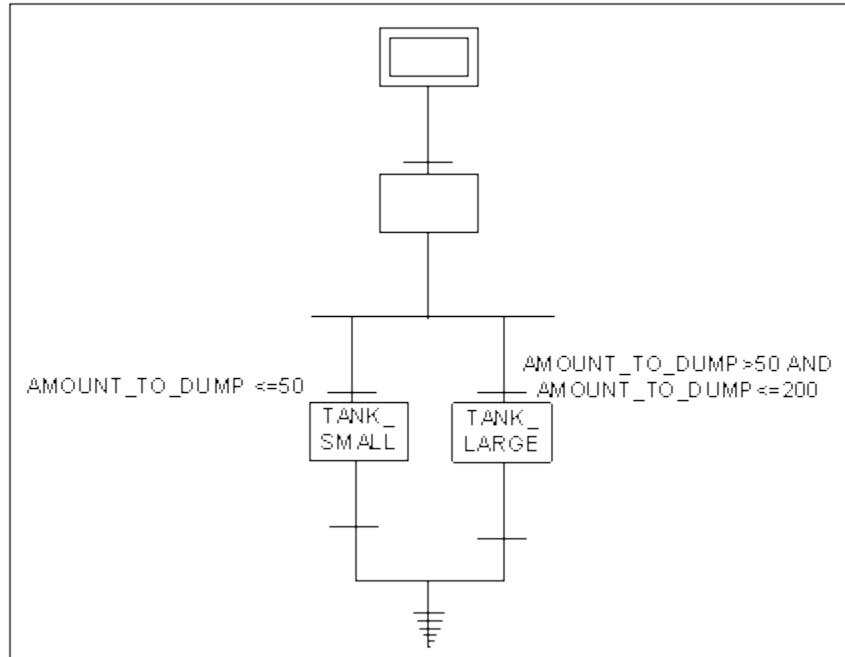 AMOUNT_TO_DUMP >50 AND
AMOUNT_TO_DUMP <=200
AMOUNT_TO_DUMP <=50
TANK_
SMALL
TANK_
LARGE